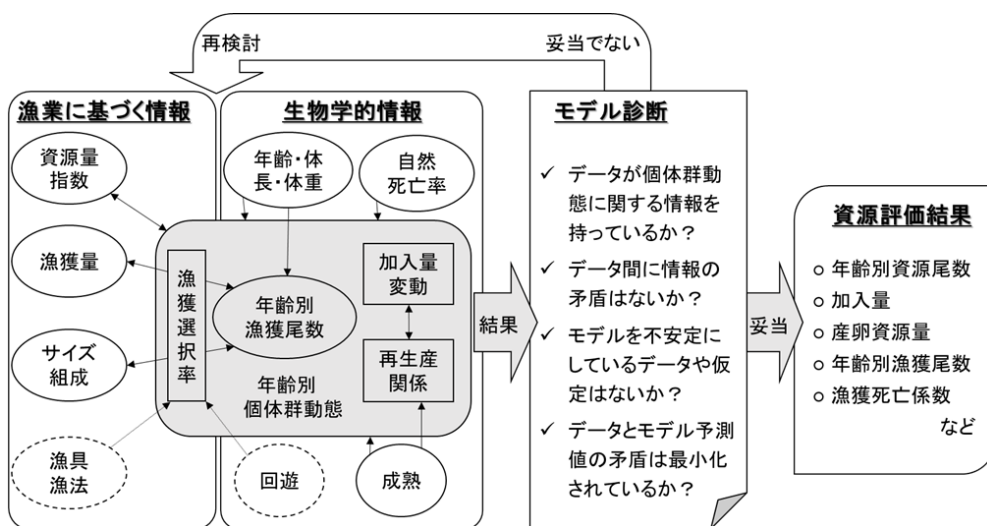 再検討
妥当でない
漁業に基づく情報
資源量
指数
漁獲量
サイズ
組成
漁具
漁法
生物学的情報
年齢・体
長・体重
自然
死亡率
漁獲選択率
年齢別
漁獲尾数
加入量
変動
再生産
関係
年齢別
個体群動態
回遊
成熟
結果
モデル診断
✓ データが個体群動
態に関する情報を
持っているか?
✓ データ間に情報の
矛盾はないか?
✓ モデルを不安定に
しているデータや仮
定はないか?
✓ データとモデル予測
値の矛盾は最小化
されているか?
妥当
資源評価結果
○ 年齢別資源尾数
○ 加入量
○ 産卵資源量
○ 年齢別漁獲尾数
○ 漁獲死亡係数
など